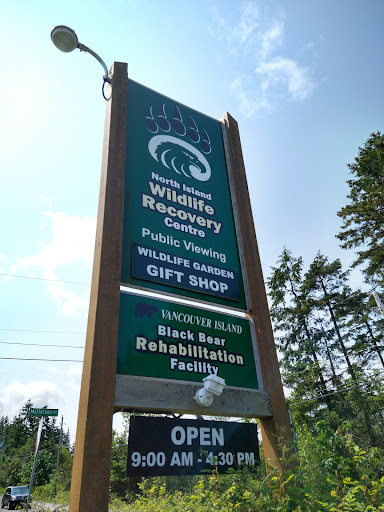 North Island
Wildlife
Recovery
Centre
Public Viewing
WILDLIFE GARDEN
GIFT SHOP
VANCOUVER ISLAND
Black Bear
Rehabilitation
Facility
OPEN
9:00 AM - 4:30 PM